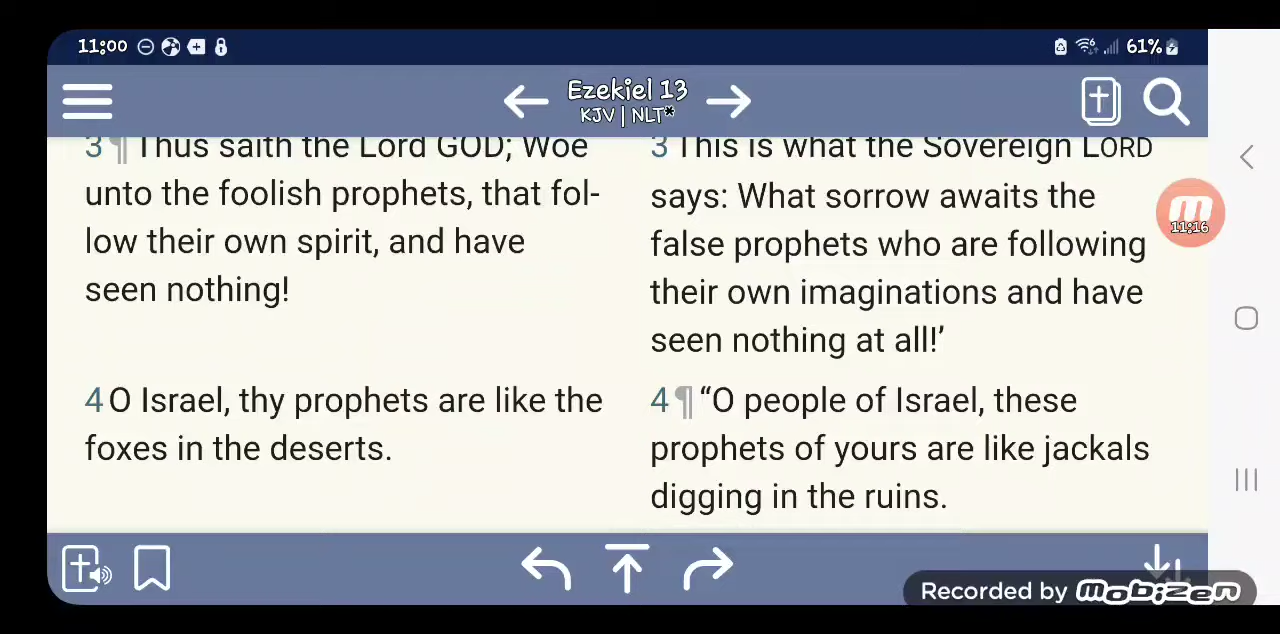 11:00
61%
Ezekiel 13
KJV | NLT*
3 ¶ Thus saith the Lord GOD; Woe
unto the foolish prophets, that fol-
low their own spirit, and have
seen nothing!
4 O Israel, thy prophets are like the
foxes in the deserts.
3 This is what the Sovereign LORD
says: What sorrow awaits the
false prophets who are following
their own imaginations and have
seen nothing at all!’
4 ¶ “O people of Israel, these
prophets of yours are like jackals
digging in the ruins.
11:16
Recorded by mobizen